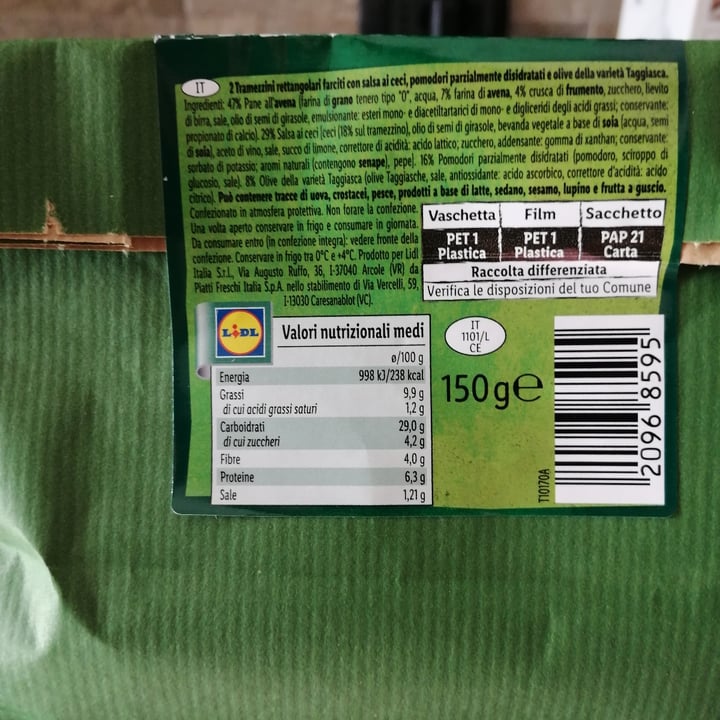 IT
2 Tramezzini rettangolari farciti con salsa ai ceci, pomodori parzialmente disidratati e olive della varietà Taggiasca.
Ingredienti: 47% Pane all'avena (farina di grano tenero tipo "0", acqua, 7% farina di avena, 4% crusca di frumento, zucchero, lievito
di birra, sale, olio di semi di girasole, emulsionante: esteri mono- e diacetiltartarici di mono- e digliceridi degli acidi grassi; conservante:
propionato di calcio). 29% Salsa ai ceci [ceci (18% sul tramezzino), olio di semi di girasole, bevanda vegetale a base di soia (acqua, semi
di soia), aceto di vino, sale, succo di limone, correttore di acidità: acido lattico; zucchero, addensante: gomma di xanthan; conservante:
sorbato di potassio; aromi naturali (contengono senape), pepe]. 16% Pomodori parzialmente disidratati (pomodoro, sciroppo di
glucosio, sale). 8% Olive della varietà Taggiasca (olive Taggiasche, sale, antiossidante: acido ascorbico, correttore d'acidità: acido
citrico). Può contenere tracce di uova, crostacei, pesce, prodotti a base di latte, sedano, sesamo, lupino e frutta a guscio.
Confezionato in atmosfera protettiva. Non forare la confezione.
Una volta aperto conservare in frigo e consumare in giornata.
Da consumare entro (in confezione integra): vedere fronte della
confezione. Conservare in frigo tra 0°C e +4°C. Prodotto per Lidl
Italia S.r.l., Via Augusto Ruffo, 36, I-37040 Arcole (VR) da
Piatti Freschi Italia S.p.A. nello stabilimento di Via Vercelli, 59,
I-13030 Caresanablot (VC).
Vaschetta Film Sacchetto
PET 1 PET 1 PAP 21
Plastica Plastica Carta
Raccolta differenziata
Verifica le disposizioni del tuo Comune
LIDL
Valori nutrizionali medi
ø/100 g
Energia 998 kJ/238 kcal
Grassi 9,9 g
di cui acidi grassi saturi 1,2 g
Carboidrati 29,0 g
di cui zuccheri 4,2 g
Fibre 4,0 g
Proteine 6,3 g
Sale 1,21 g
IT
1101/L
CE
150 g e
T10170A
2096 8595